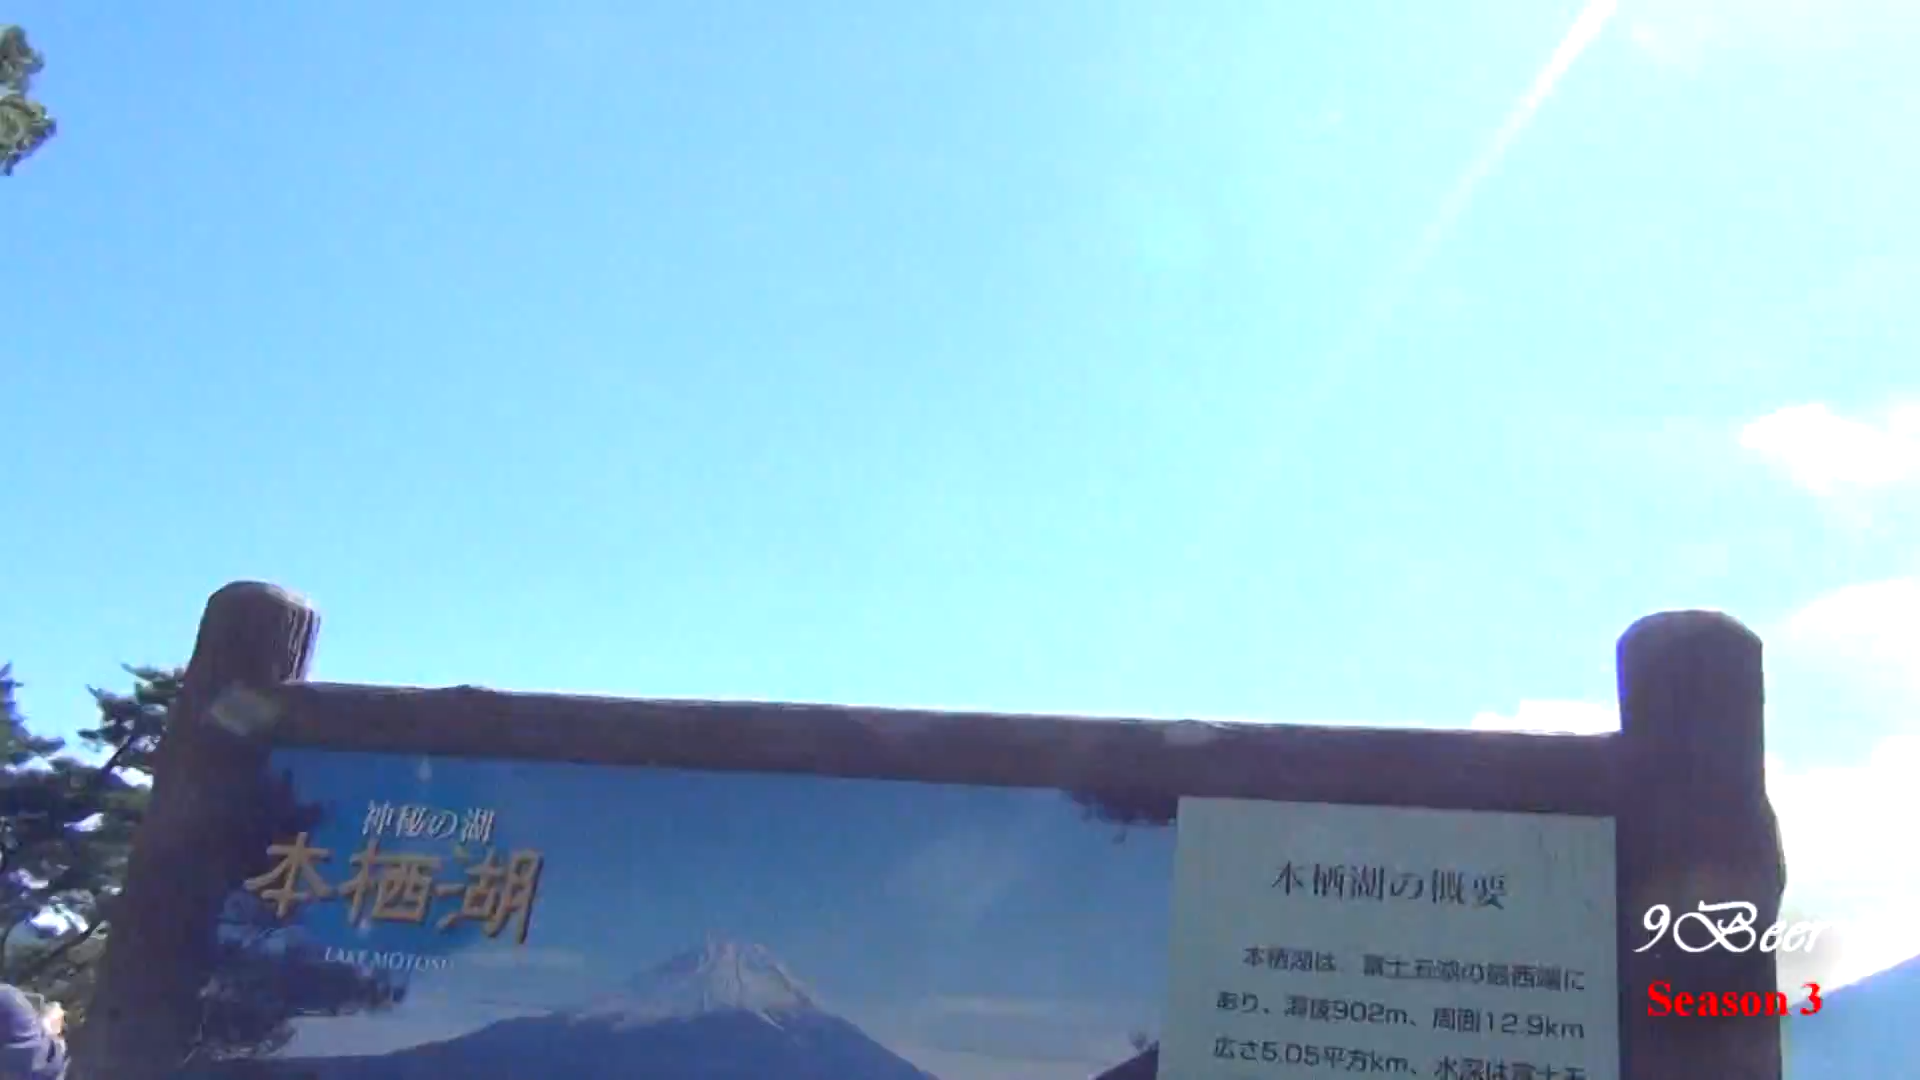 神秘の湖
本栖湖
LAKE MOTOSU
本栖湖の概要
本栖湖は、富士五湖の最西端に
あり、海抜902m、周囲12.9km
広さ5.05平方km、水深は富士五
9Beer
Season 3